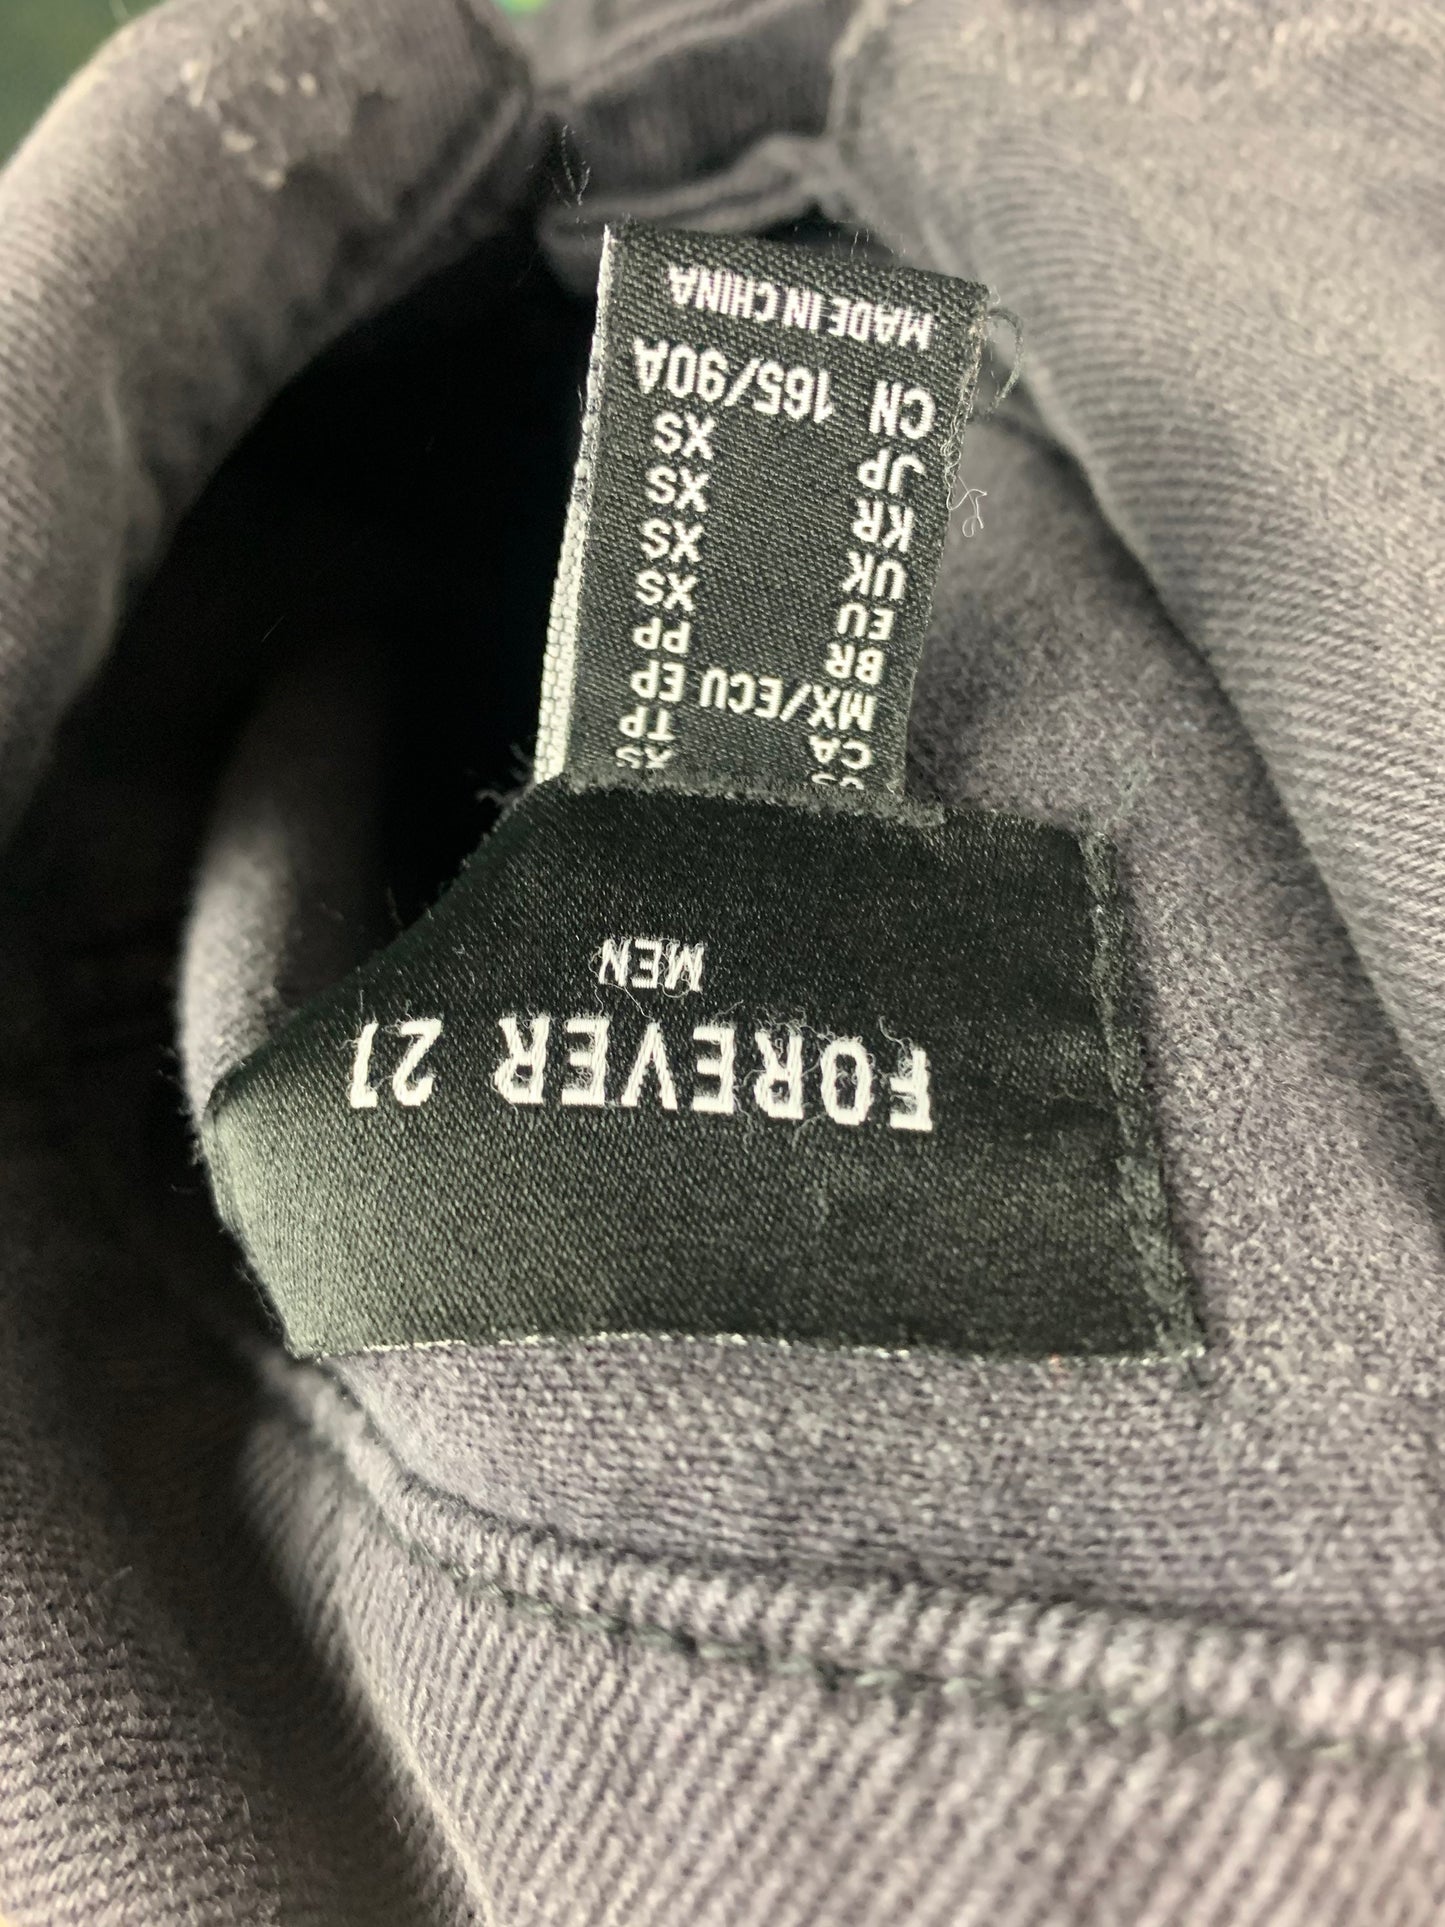 FOREVER 21
MEN
CA TP
MX/ECU EP
BR PP
EU XS
UK XS
KR XS
JP XS
CN 165/90A
MADE IN CHINA